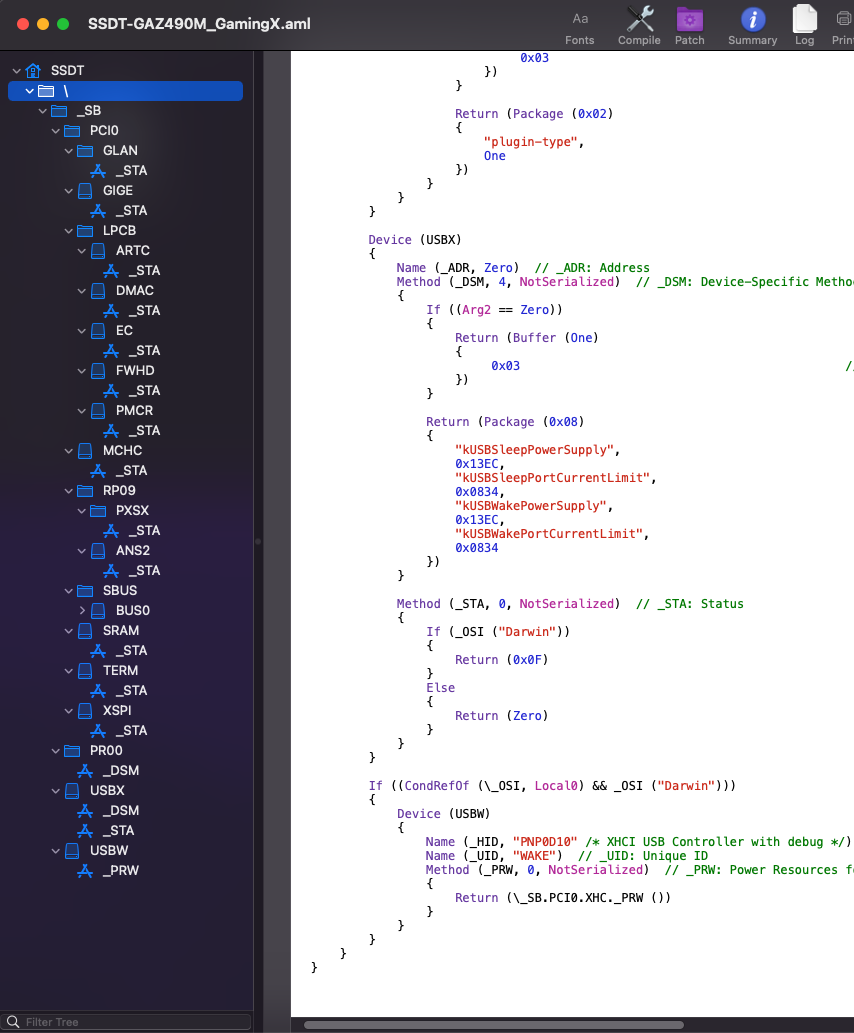 SSDT-GAZ490M_GamingX.aml
Aa
Fonts
Compile
Patch
Summary
Log
Prin
SSDT
\
_SB
PCI0
GLAN
_STA
GIGE
_STA
LPCB
ARTC
_STA
DMAC
_STA
EC
_STA
FWHD
_STA
PMCR
_STA
MCHC
_STA
RP09
PXSX
_STA
ANS2
_STA
SBUS
BUS0
SRAM
_STA
TERM
_STA
XSPI
_STA
PR00
_DSM
USBX
_DSM
_STA
USBW
_PRW
Filter Tree
0x03
})
}
Return (Package (0x02)
{
"plugin-type",
One
})
}
}
}
Device (USBX)
{
Name (_ADR, Zero)  // _ADR: Address
Method (_DSM, 4, NotSerialized)  // _DSM: Device-Specific Metho
{
If ((Arg2 == Zero))
{
Return (Buffer (One)
{
0x03 /
})
}
Return (Package (0x08)
{
"kUSBSleepPowerSupply",
0x13EC,
"kUSBSleepPortCurrentLimit",
0x0834,
"kUSBWakePowerSupply",
0x13EC,
"kUSBWakePortCurrentLimit",
0x0834
})
}
Method (_STA, 0, NotSerialized)  // _STA: Status
{
If (_OSI ("Darwin"))
{
Return (0x0F)
}
Else
{
Return (Zero)
}
}
}
If ((CondRefOf (\_OSI, Local0) && _OSI ("Darwin")))
{
Device (USBW)
{
Name (_HID, "PNP0D10" /* XHCI USB Controller with debug */)
Name (_UID, "WAKE")  // _UID: Unique ID
Method (_PRW, 0, NotSerialized)  // _PRW: Power Resources f
{
Return (\_SB.PCI0.XHC._PRW ())
}
}
}
}
}